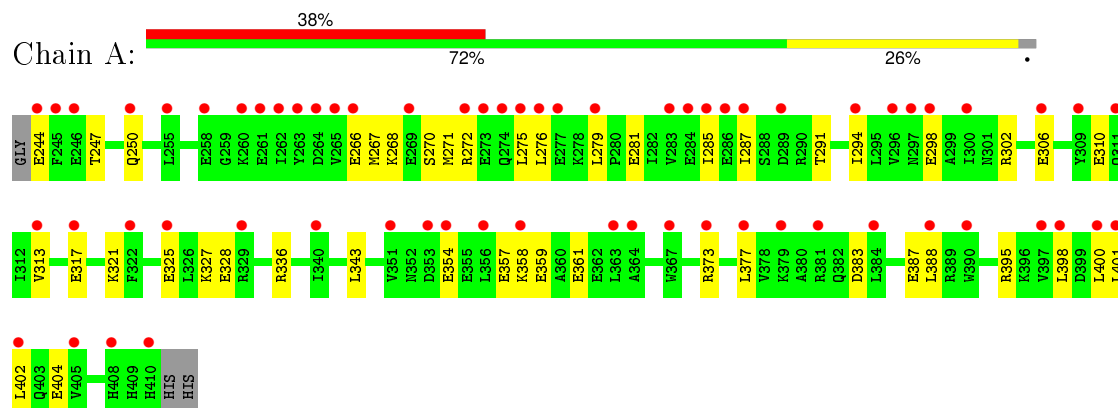 38%
Chain A:
72% 26% .
GLY E244 F245 E246 T247 Q250 L255 E258 G259 K260 E261 I262 Y263 D264 V265 E266 M267 K268 E269 S270 M271 R272 E273 Q274 L275 L276 E277 K278 L279 P280 E281 I282 V283 E284 I285 E286 I287 S288 D289 R290 T291 I294 L295 V296 N297 E298 A299 I300 N301 R302 E306 Y309 E310
I312 V313 E317 K321 F322 E325 L326 K327 E328 R329 R336 I340 L343 V351 N352 D353 E354 E355 L356 E357 K358 E359 A360 E361 E362 L363 A364 W367 R373 L377 V378 K379 A380 R381 Q382 D383 L384 E387 L388 R389 W390 R395 K396 V397 L398 D399 L400 L401
L402 Q403 E404 V405 H408 H409 H410 HIS HIS